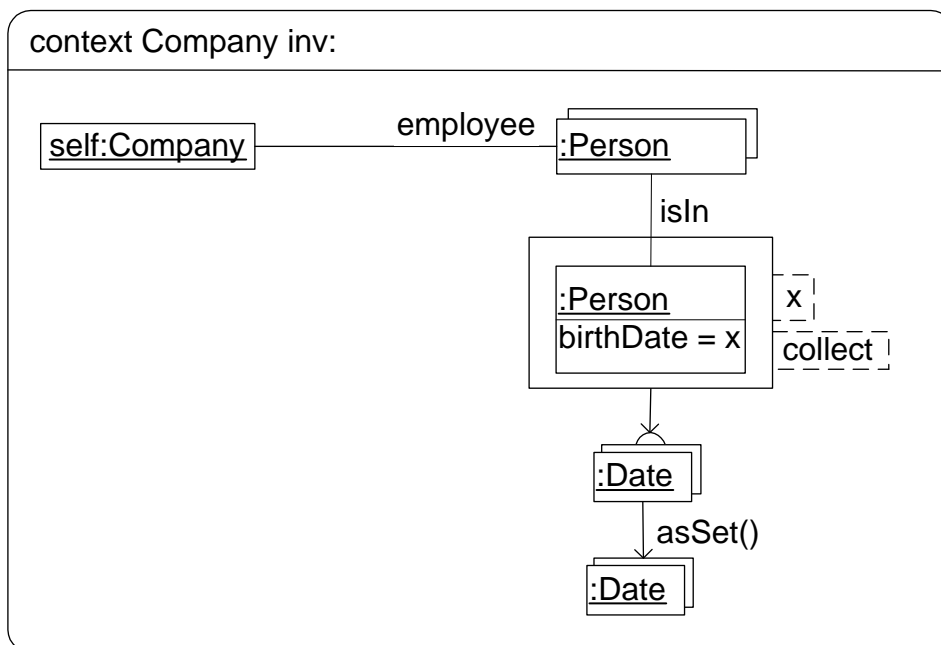 context Company inv:
self:Company
employee
:Person
isIn
:Person
birthDate = x
x
collect
:Date
asSet()
:Date